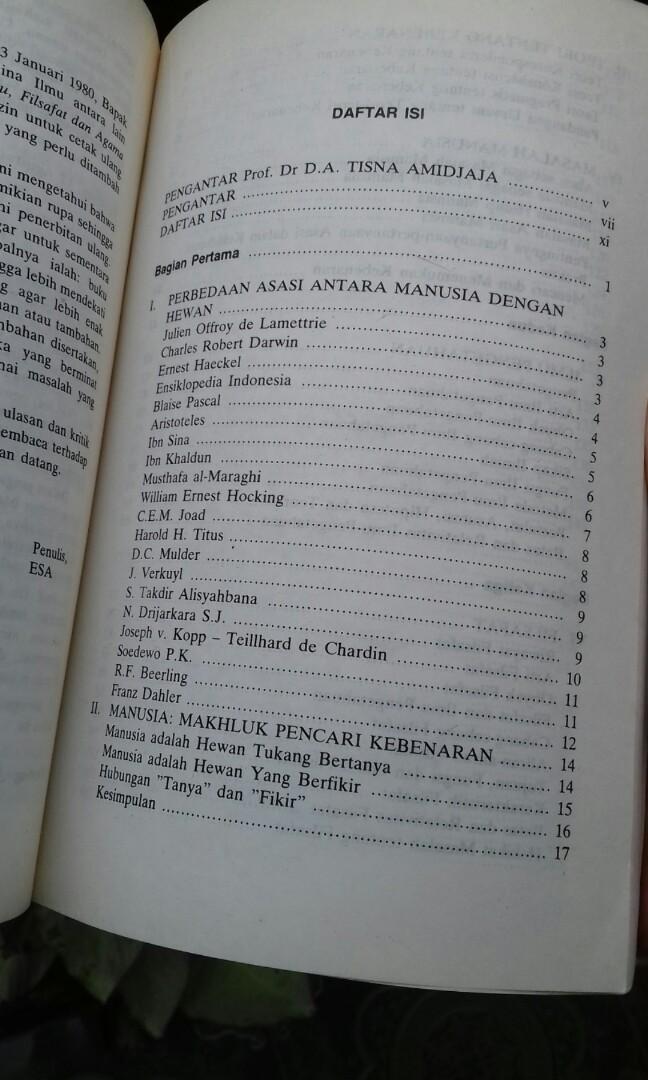 3 Januari 1980, Bapak
ina Ilmu antara lain
u, Filsafat dan Agama
zin untuk cetak ulang
yang perlu ditambah
ni mengetahui bahwa
mikian rupa sehingga
ni penerbitan ulang.
gar untuk sementara
balnya ialah: buku
gga lebih mendekati
g agar lebih enak
han atau tambahan.
mbahan disertakan,
ka yang berminat
nai masalah yang
ulasan dan kritik
embaca terhadap
an datang.
Penulis,
ESA
DAFTAR ISI
PENGANTAR Prof. Dr D.A. TISNA AMIDJAJA .................... v
PENGANTAR .................... vii
DAFTAR ISI .................... xi
Bagian Pertama .................... 1
I. PERBEDAAN ASASI ANTARA MANUSIA DENGAN
HEWAN .................... 3
Julien Offroy de Lamettrie .................... 3
Charles Robert Darwin .................... 3
Ernest Haeckel .................... 3
Ensiklopedia Indonesia .................... 4
Blaise Pascal .................... 4
Aristoteles .................... 5
Ibn Sina .................... 5
Ibn Khaldun .................... 6
Musthafa al-Maraghi .................... 6
William Ernest Hocking .................... 7
C.E.M. Joad .................... 8
Harold H. Titus .................... 8
D.C. Mulder .................... 8
J. Verkuyl .................... 9
S. Takdir Alisyahbana .................... 9
N. Drijarkara S.J. .................... 9
Joseph v. Kopp – Teillhard de Chardin .................... 10
Soedewo P.K. .................... 11
R.F. Beerling .................... 11
Franz Dahler .................... 12
II. MANUSIA: MAKHLUK PENCARI KEBENARAN .................... 14
Manusia adalah Hewan Tukang Bertanya .................... 14
Manusia adalah Hewan Yang Berfikir .................... 15
Hubungan "Tanya" dan "Fikir" .................... 16
Kesimpulan .................... 17